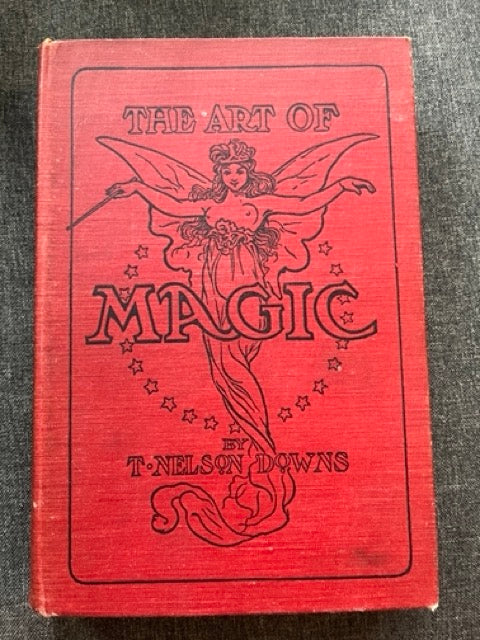 THE ART OF
MAGIC
BY
T·NELSON DOWNS